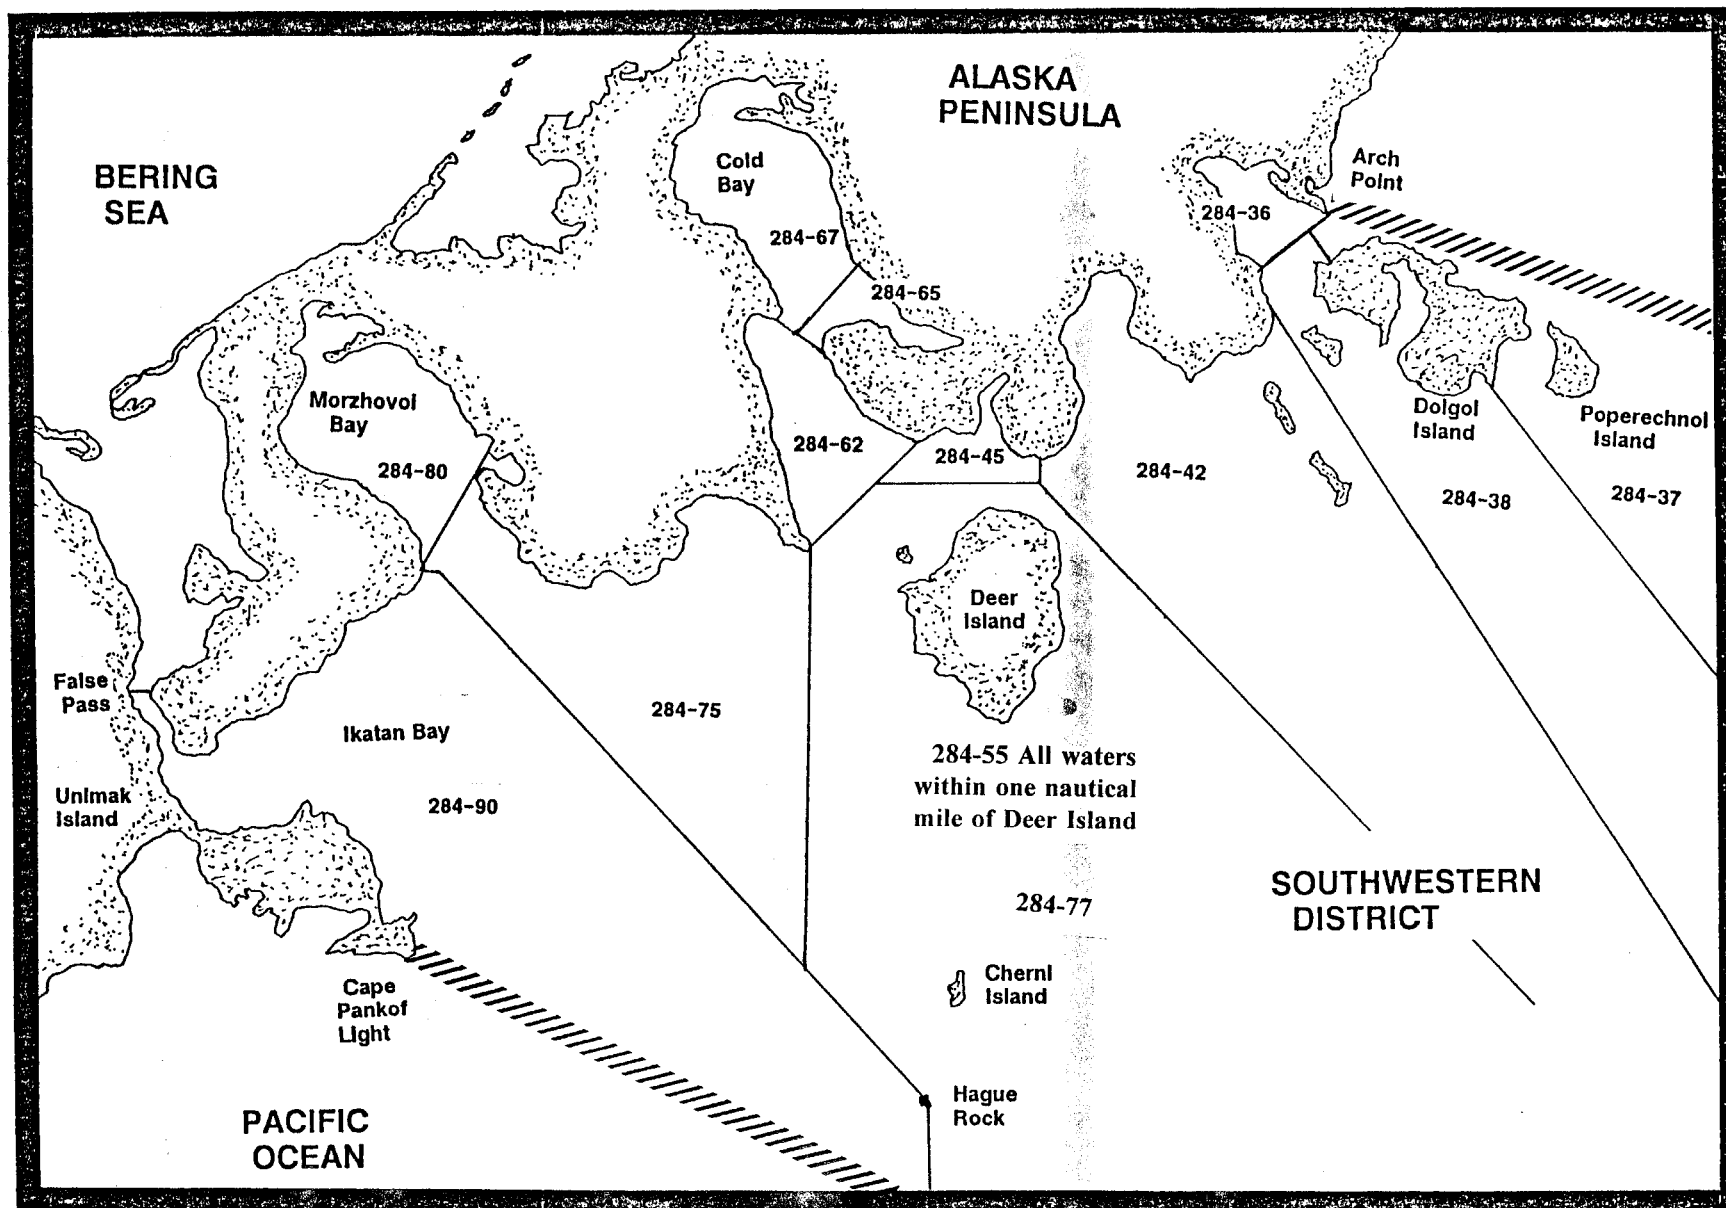 ALASKA
PENINSULA
BERING
SEA
Cold
Bay
Arch
Point
284-36
284-67
284-65
Morzhovoi
Bay
284-80
284-62
284-45
284-42
Dolgoi
Island
Poperechnoi
Island
284-38
284-37
Deer
Island
False
Pass
Ikatan Bay
284-75
284-55 All waters
within one nautical
mile of Deer Island
Unimak
Island
284-90
284-77
SOUTHWESTERN
DISTRICT
Cape
Pankof
Light
Cherni
Island
Hague
Rock
PACIFIC
OCEAN